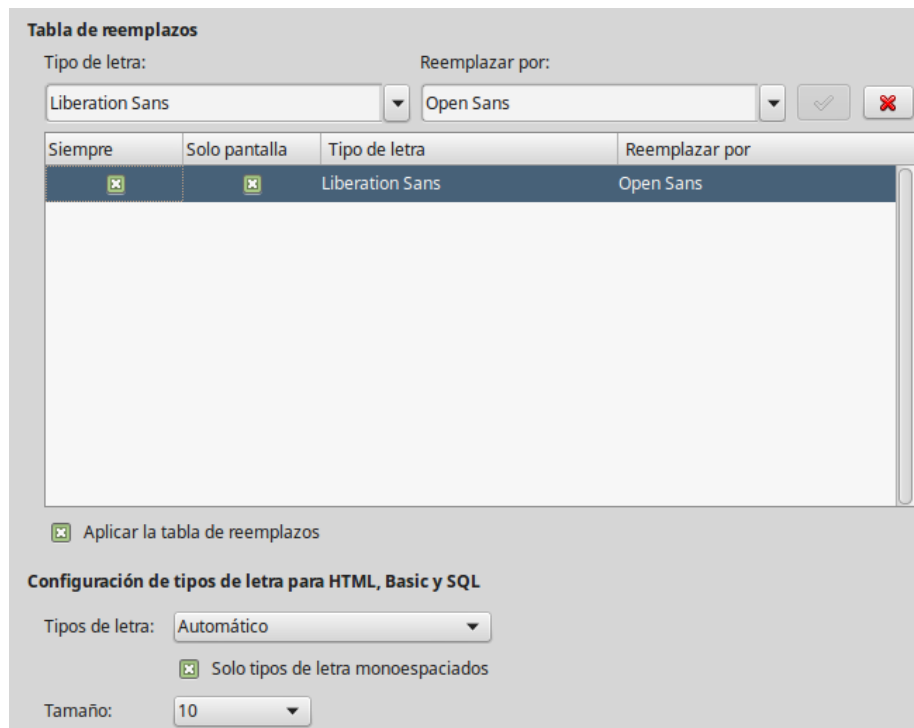 Tabla de reemplazos
Tipo de letra: Reemplazar por:
Liberation Sans Open Sans
Siempre Solo pantalla Tipo de letra Reemplazar por
Liberation Sans Open Sans
Aplicar la tabla de reemplazos
Configuración de tipos de letra para HTML, Basic y SQL
Tipos de letra: Automático
Solo tipos de letra monoespaciados
Tamaño: 10